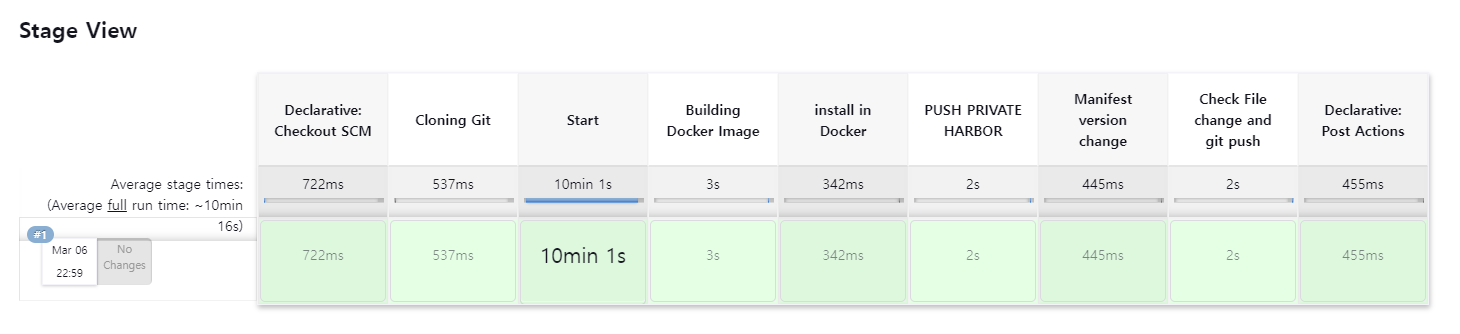 Stage View
Declarative:
Checkout SCM
Cloning Git
Start
Building
Docker Image
install in
Docker
PUSH PRIVATE
HARBOR
Manifest
version
change
Check File
change and
git push
Declarative:
Post Actions
Average stage times:
(Average full run time: ~10min
16s)
722ms
537ms
10min 1s
3s
342ms
2s
445ms
2s
455ms
#1
Mar 06
22:59
No
Changes
722ms
537ms
10min 1s
3s
342ms
2s
445ms
2s
455ms